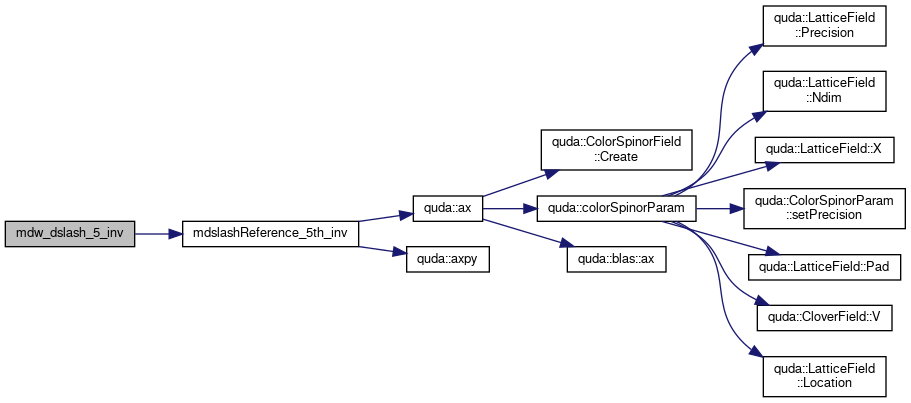 mdw_dslash_5_inv
mdslashReference_5th_inv
quda::ax
quda::axpy
quda::ColorSpinorField
::Create
quda::colorSpinorParam
quda::blas::ax
quda::LatticeField
::Precision
quda::LatticeField
::Ndim
quda::LatticeField::X
quda::ColorSpinorParam
::setPrecision
quda::LatticeField::Pad
quda::CloverField::V
quda::LatticeField
::Location